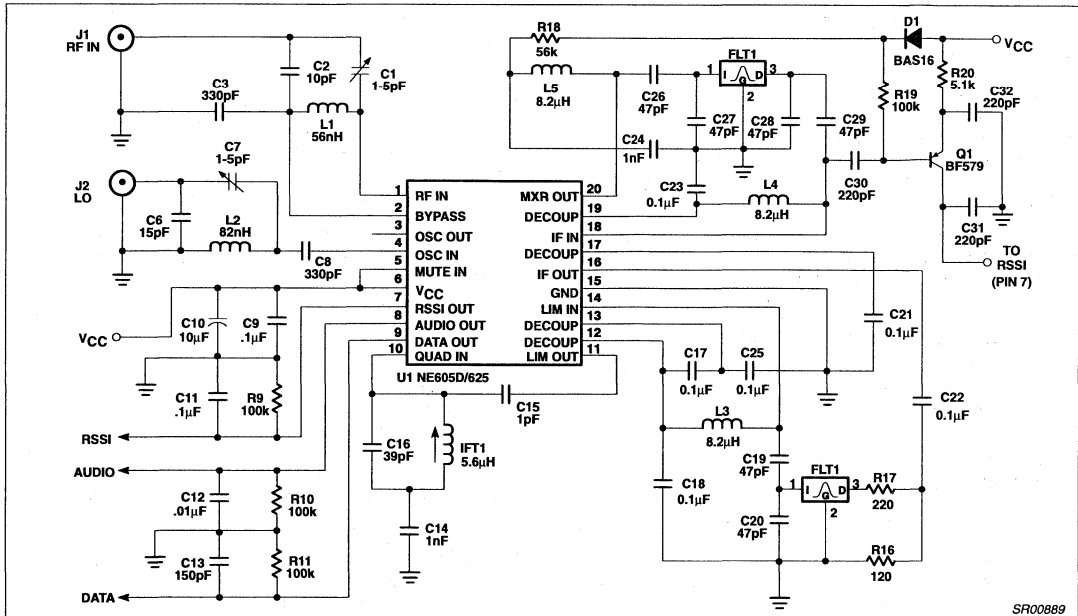 J1
RF IN
C2
10pF
C1
1-5pF
C3
330pF
L1
56nH
C7
1-5pF
J2
LO
C6
15pF
L2
82nH
C8
330pF
R18
56k
L5
8.2μH
C26
47pF
FLT1
1 I G D 3
2
C27
47pF
C28
47pF
C29
47pF
C24
1nF
C23
0.1μF
L4
8.2μH
C30
220pF
D1
BAS16
VCC
R20
5.1k
R19
100k
C32
220pF
Q1
BF579
C31
220pF
TO
RSSI
(PIN 7)
1 RF IN
2 BYPASS
3 OSC OUT
4 OSC IN
5 MUTE IN
6 VCC
7 RSSI OUT
8 AUDIO OUT
9 DATA OUT
10 QUAD IN
MXR OUT 20
DECOUP 19
IF IN 18
DECOUP 17
IF OUT 16
GND 15
LIM IN 14
DECOUP 13
DECOUP 12
LIM OUT 11
U1 NE605D/625
VCC
C10
10μF
C9
.1μF
C11
.1μF
R9
100k
RSSI
AUDIO
C12
.01μF
R10
100k
C13
150pF
R11
100k
DATA
C16
39pF
IFT1
5.6μH
C15
1pF
C14
1nF
C17
0.1μF
C25
0.1μF
C21
0.1μF
C22
0.1μF
L3
8.2μH
C18
0.1μF
C19
47pF
FLT1
1 I G D 3
2
R17
220
C20
47pF
R16
120
SR00889